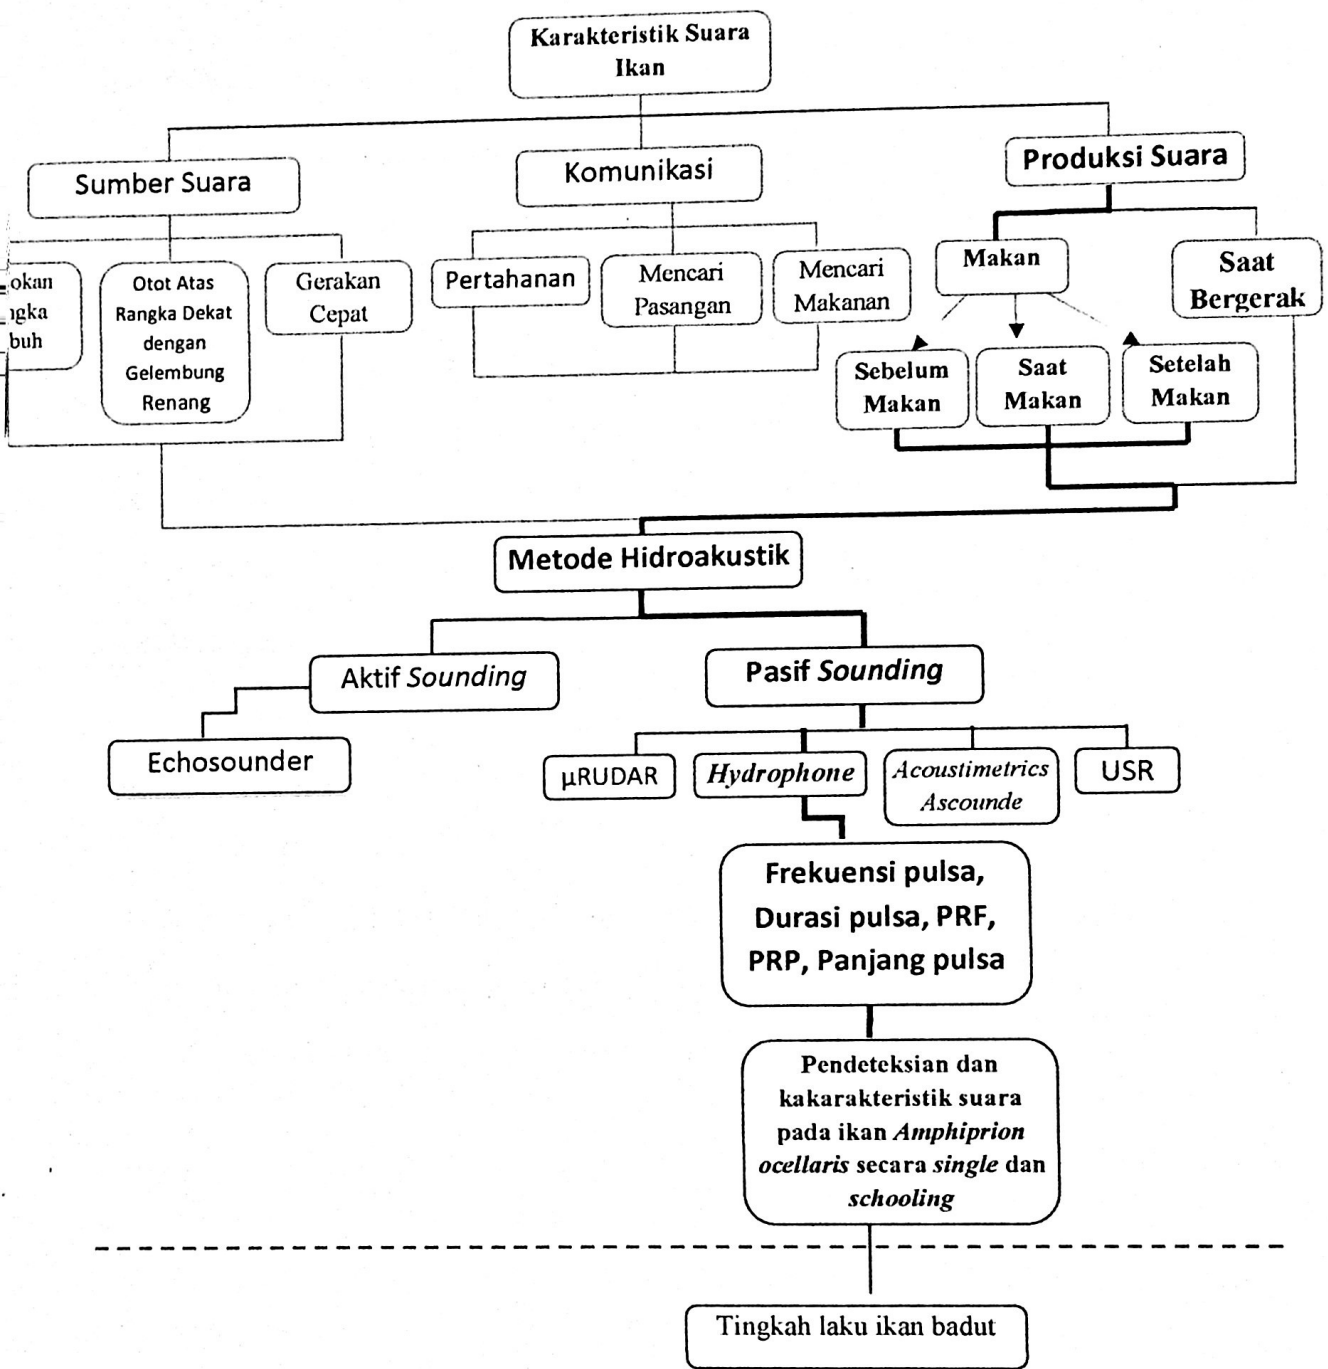 Karakteristik Suara
Ikan
Sumber Suara
Komunikasi
Produksi Suara
Otot Atas
Rangka Dekat
dengan
Gelembung
Renang
Gerakan
Cepat
Pertahanan
Mencari
Pasangan
Mencari
Makanan
Makan
Saat
Bergerak
Sebelum
Makan
Saat
Makan
Setelah
Makan
Metode Hidroakustik
Aktif Sounding
Pasif Sounding
Echosounder
µRUDAR
Hydrophone
Acoustimetrics
Ascounde
USR
Frekuensi pulsa,
Durasi pulsa, PRF,
PRP, Panjang pulsa
Pendeteksian dan
kakarakteristik suara
pada ikan Amphiprion
ocellaris secara single dan
schooling
Tingkah laku ikan badut